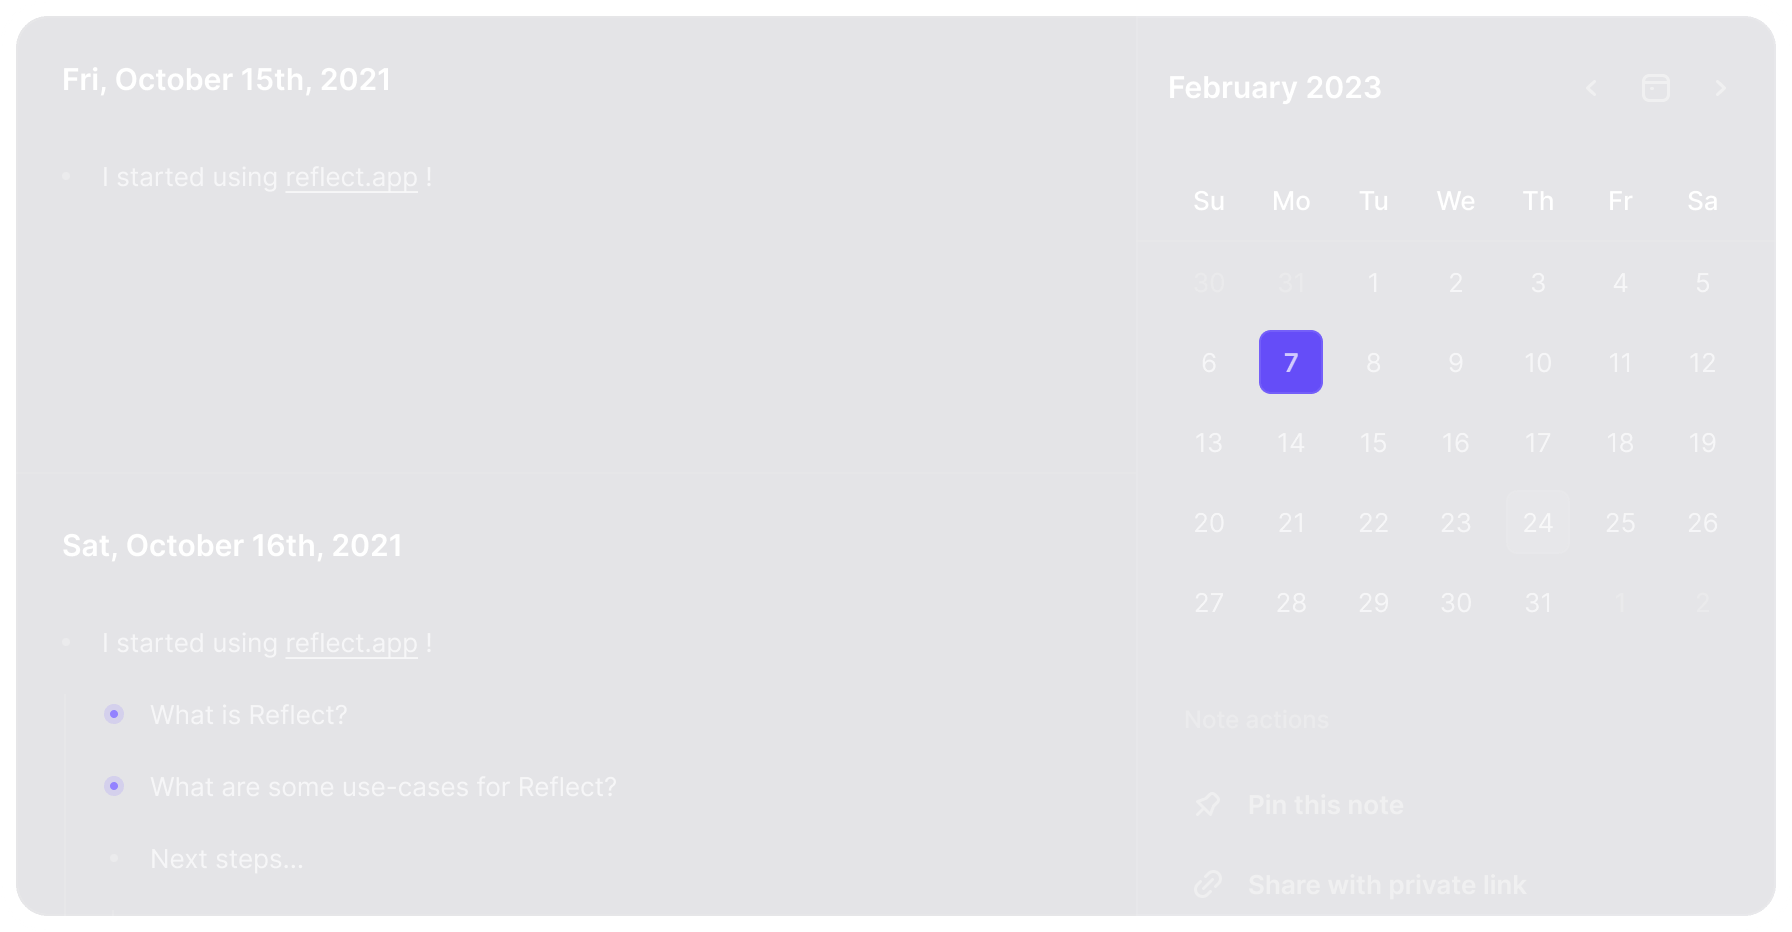 Fri, October 15th, 2021
I started using reflect.app !
Sat, October 16th, 2021
I started using reflect.app !
What is Reflect?
What are some use-cases for Reflect?
Next steps...
February 2023
Su Mo Tu We Th Fr Sa
30 31 1 2 3 4 5
6 7 8 9 10 11 12
13 14 15 16 17 18 19
20 21 22 23 24 25 26
27 28 29 30 31 1 2
Note actions
Pin this note
Share with private link